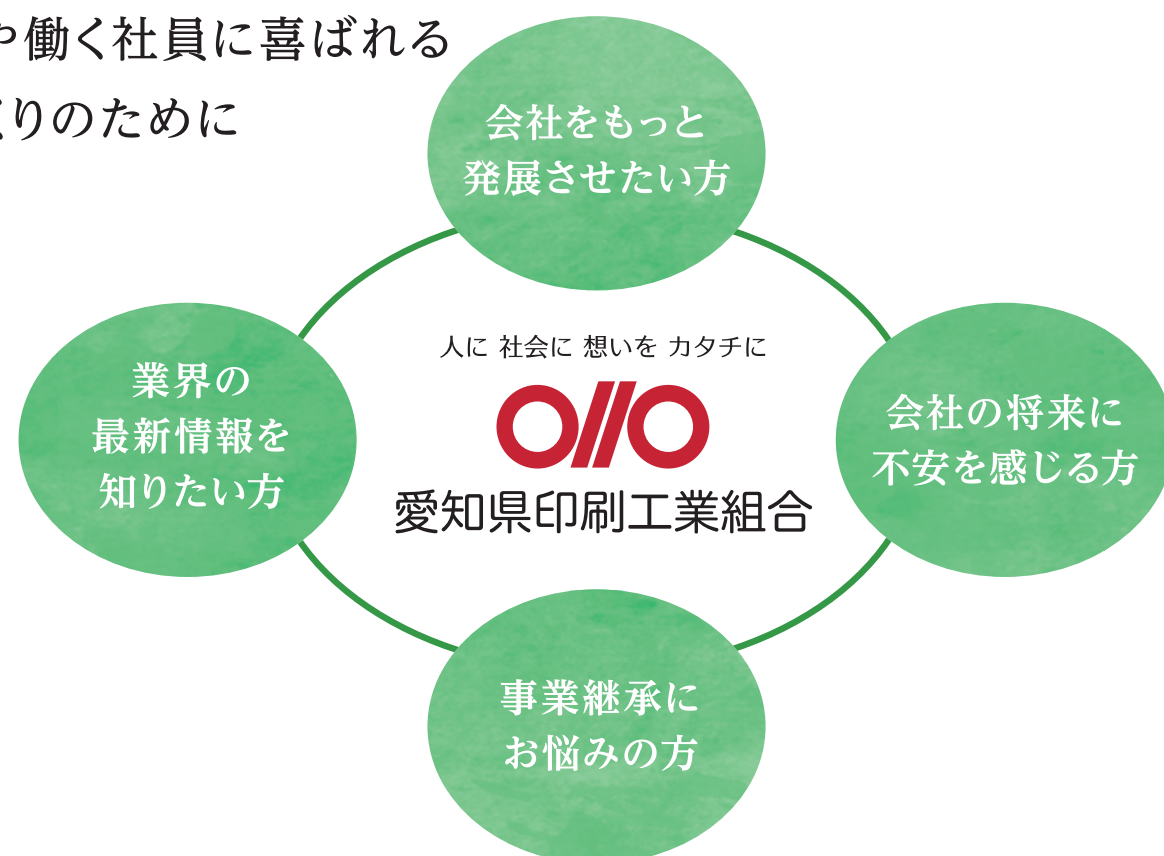 や働く社員に喜ばれる
くりのために
会社をもっと
発展させたい方
業界の
最新情報を
知りたい方
人に 社会に 想いを カタチに
愛知県印刷工業組合
会社の将来に
不安を感じる方
事業継承に
お悩みの方